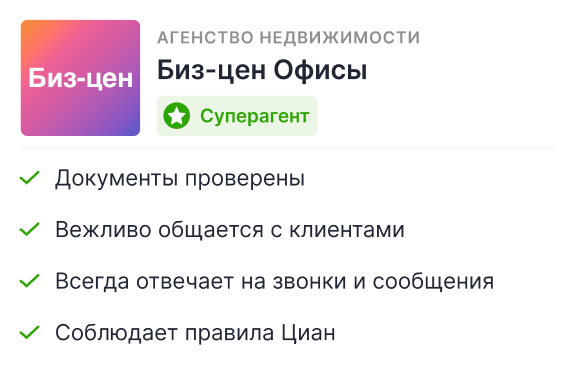 Биз-цен
АГЕНТСТВО НЕДВИЖИМОСТИ
Биз-цен Офисы
Суперагент
Документы проверены
Вежливо общается с клиентами
Всегда отвечает на звонки и сообщения
Соблюдает правила Циан